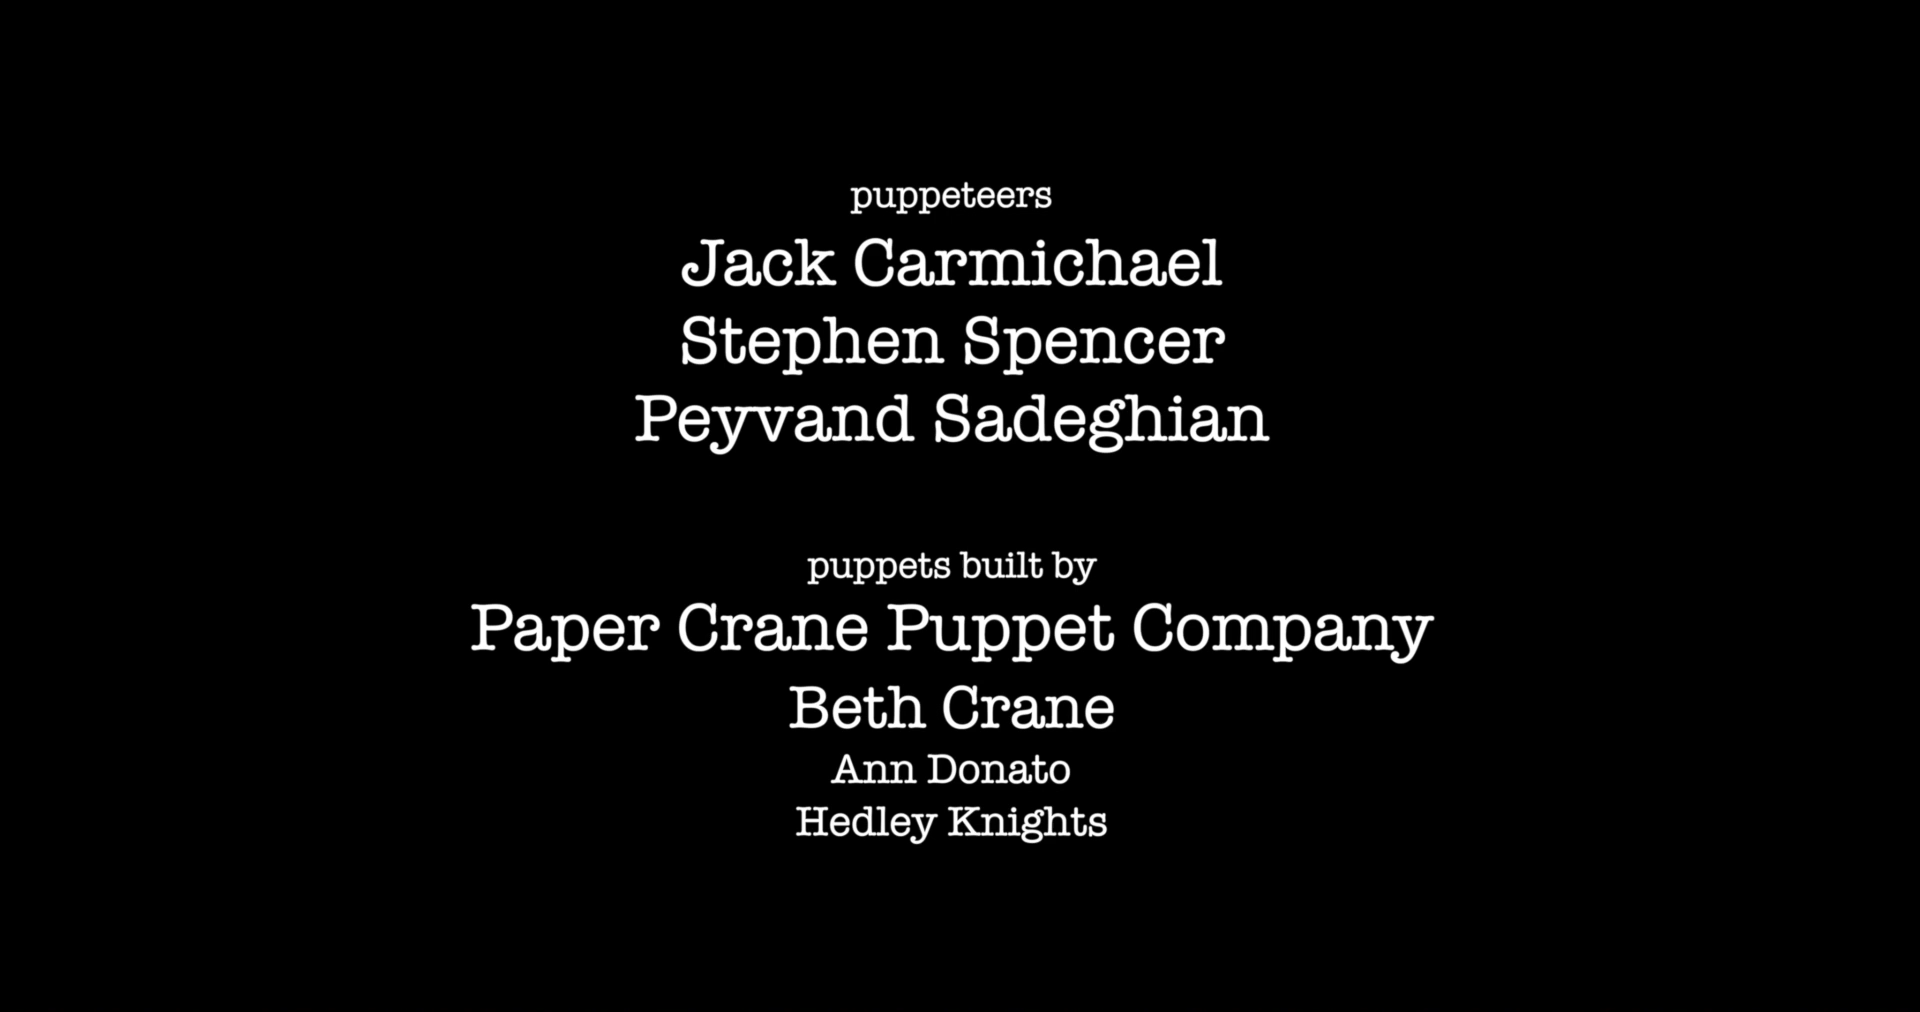 puppeteers
Jack Carmichael
Stephen Spencer
Peyvand Sadeghian
puppets built by
Paper Crane Puppet Company
Beth Crane
Ann Donato
Hedley Knights